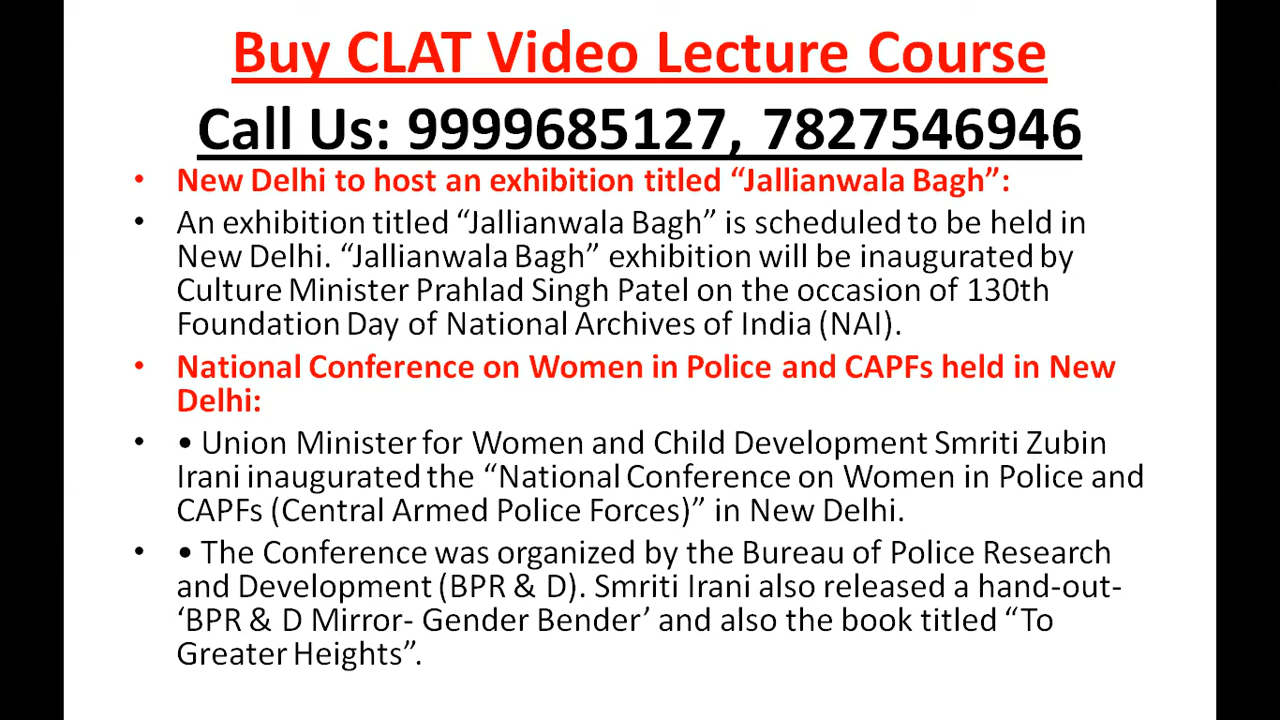 Buy CLAT Video Lecture Course
Call Us: 9999685127, 7827546946
• New Delhi to host an exhibition titled “Jallianwala Bagh”:
• An exhibition titled “Jallianwala Bagh” is scheduled to be held in
New Delhi. “Jallianwala Bagh” exhibition will be inaugurated by
Culture Minister Prahlad Singh Patel on the occasion of 130th
Foundation Day of National Archives of India (NAI).
• National Conference on Women in Police and CAPFs held in New
Delhi:
• • Union Minister for Women and Child Development Smriti Zubin
Irani inaugurated the “National Conference on Women in Police and
CAPFs (Central Armed Police Forces)” in New Delhi.
• • The Conference was organized by the Bureau of Police Research
and Development (BPR & D). Smriti Irani also released a hand-out-
‘BPR & D Mirror- Gender Bender’ and also the book titled “To
Greater Heights”.